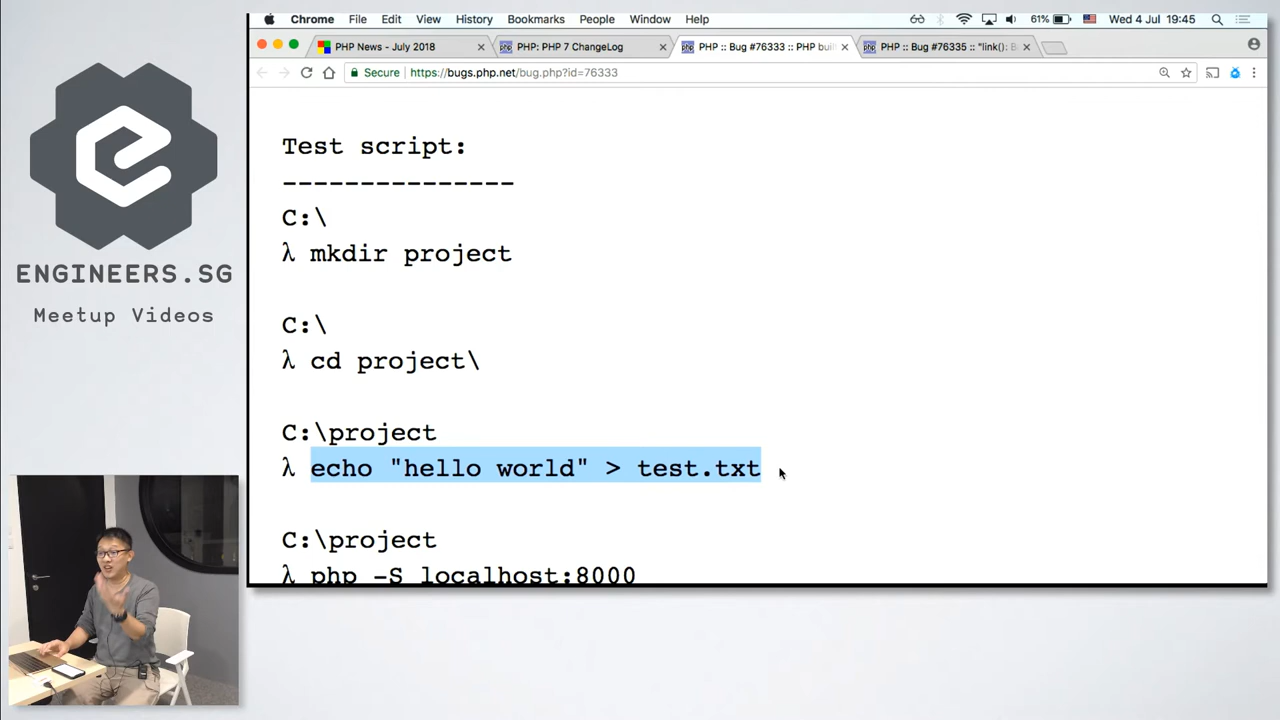 Chrome File Edit View History Bookmarks People Window Help 61% Wed 4 Jul 19:45
PHP News - July 2018 PHP: PHP 7 ChangeLog PHP :: Bug #76333 :: PHP buil PHP :: Bug #76335 :: "link(): B
Secure https://bugs.php.net/bug.php?id=76333
Test script:
---------------
C:\
λ mkdir project
C:\
λ cd project\
C:\project
λ echo "hello world" > test.txt
C:\project
λ php -S localhost:8000
ENGINEERS.SG
Meetup Videos